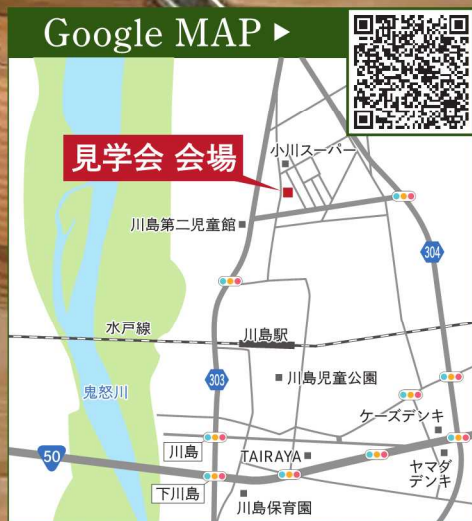 Google MAP ▶
見学会 会場
小川スーパー
川島第二児童館
304
水戸線
川島駅
303
川島児童公園
鬼怒川
ケーズデンキ
川島
50
TAIRAYA
ヤマダ
デンキ
下川島
川島保育園